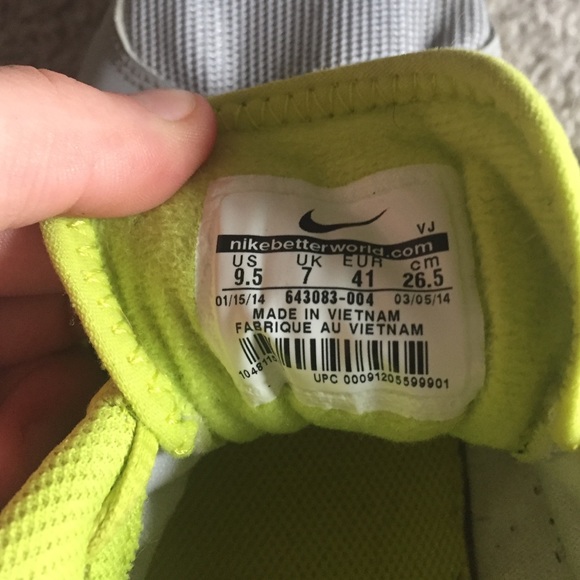 VJ
nikebetterworld.com
US UK EUR cm
9.5 7 41 26.5
01/15/14 643083-004 03/05/14
MADE IN VIETNAM
FABRIQUE AU VIETNAM
UPC 00091205599901